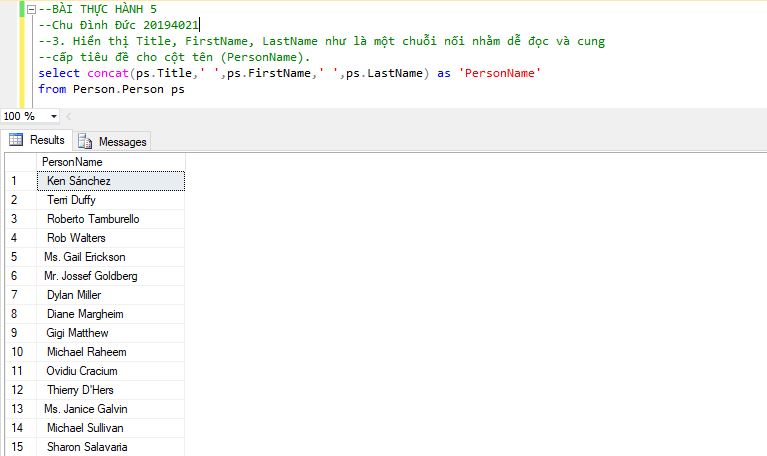 --BÀI THỰC HÀNH 5
--Chu Đình Đức 20194021
--3. Hiển thị Title, FirstName, LastName như là một chuỗi nối nhằm dễ đọc và cung
--cấp tiêu đề cho cột tên (PersonName).
select concat(ps.Title,' ',ps.FirstName,' ',ps.LastName) as 'PersonName'
from Person.Person ps
100 %
Results Messages
PersonName
1 Ken Sánchez
2 Terri Duffy
3 Roberto Tamburello
4 Rob Walters
5 Ms. Gail Erickson
6 Mr. Jossef Goldberg
7 Dylan Miller
8 Diane Margheim
9 Gigi Matthew
10 Michael Raheem
11 Ovidiu Cracium
12 Thierry D'Hers
13 Ms. Janice Galvin
14 Michael Sullivan
15 Sharon Salavaria